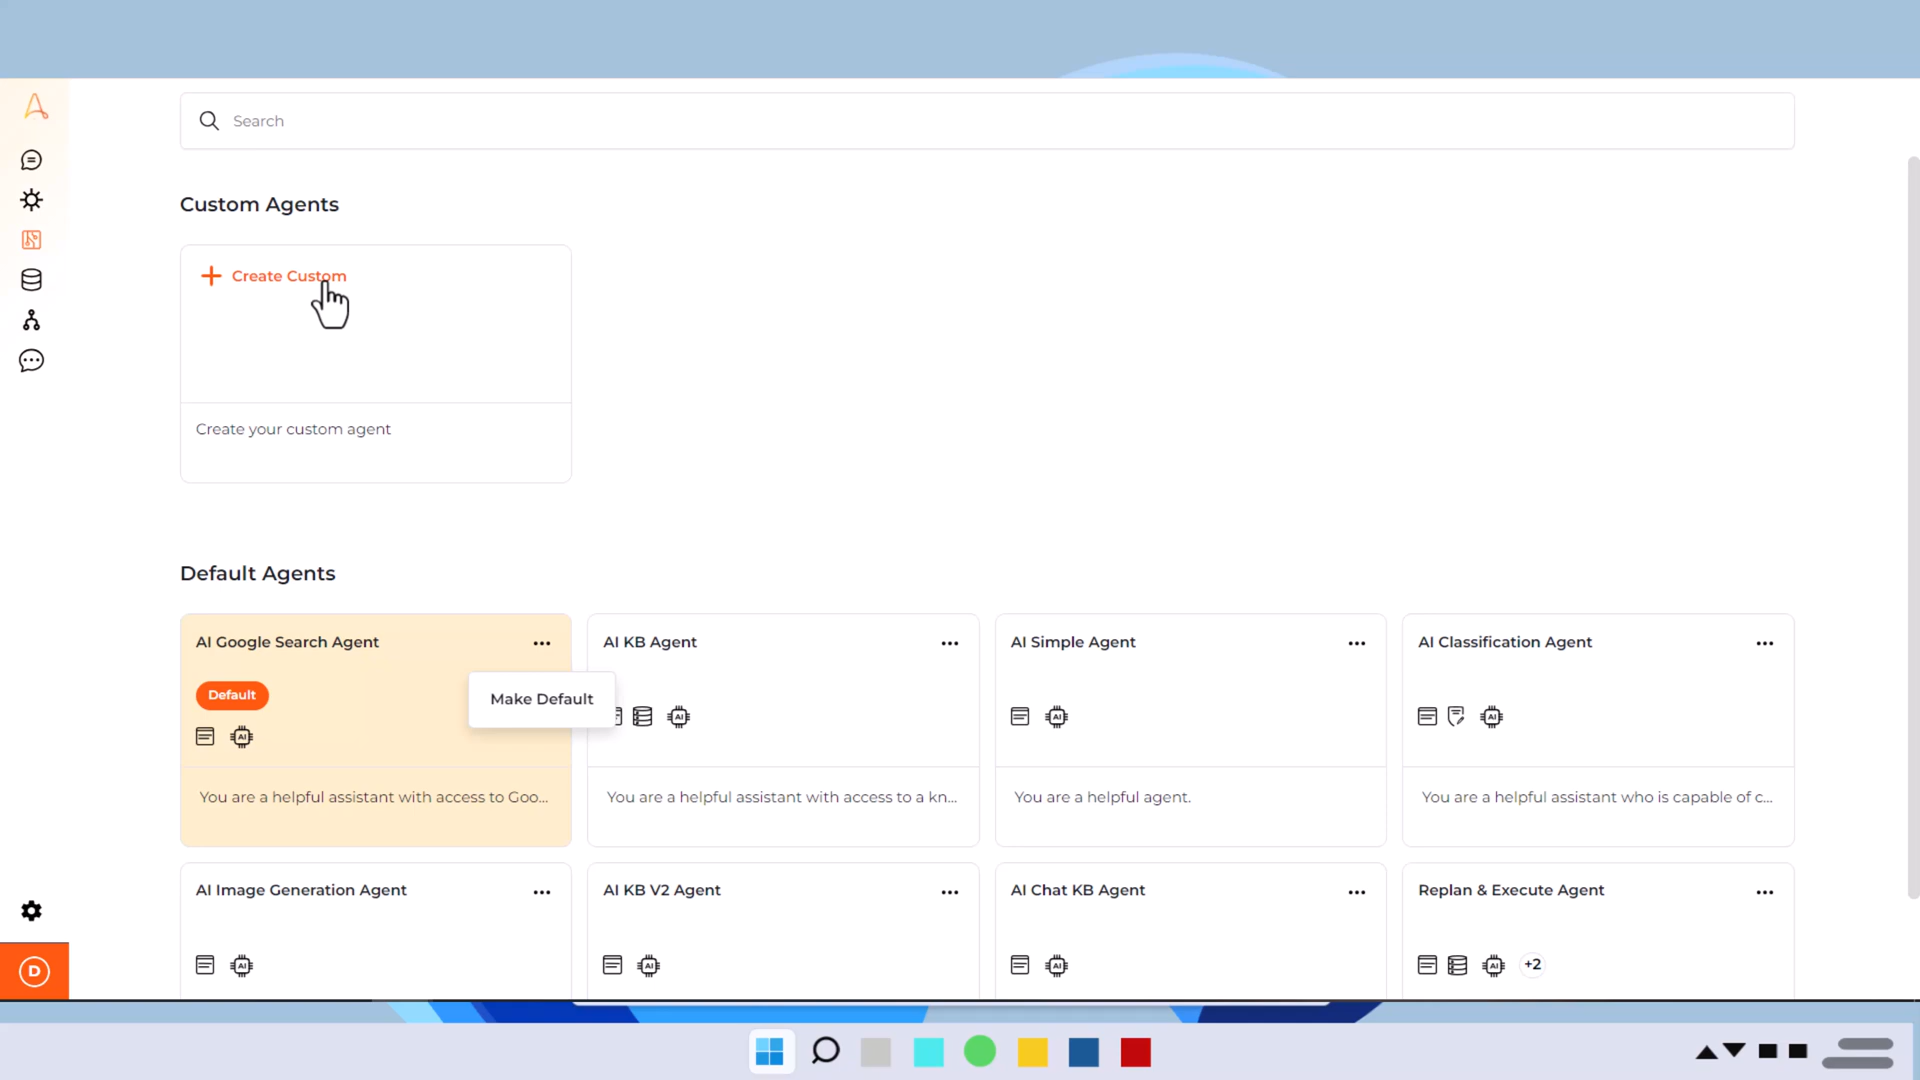 Search
Custom Agents
Create Custom
Create your custom agent
Default Agents
AI Google Search Agent
Default
Make Default
You are a helpful assistant with access to Goo...
AI KB Agent
You are a helpful assistant with access to a kn...
AI Simple Agent
You are a helpful agent.
AI Classification Agent
You are a helpful assistant who is capable of c...
AI Image Generation Agent
AI KB V2 Agent
AI Chat KB Agent
Replan & Execute Agent
+2
D